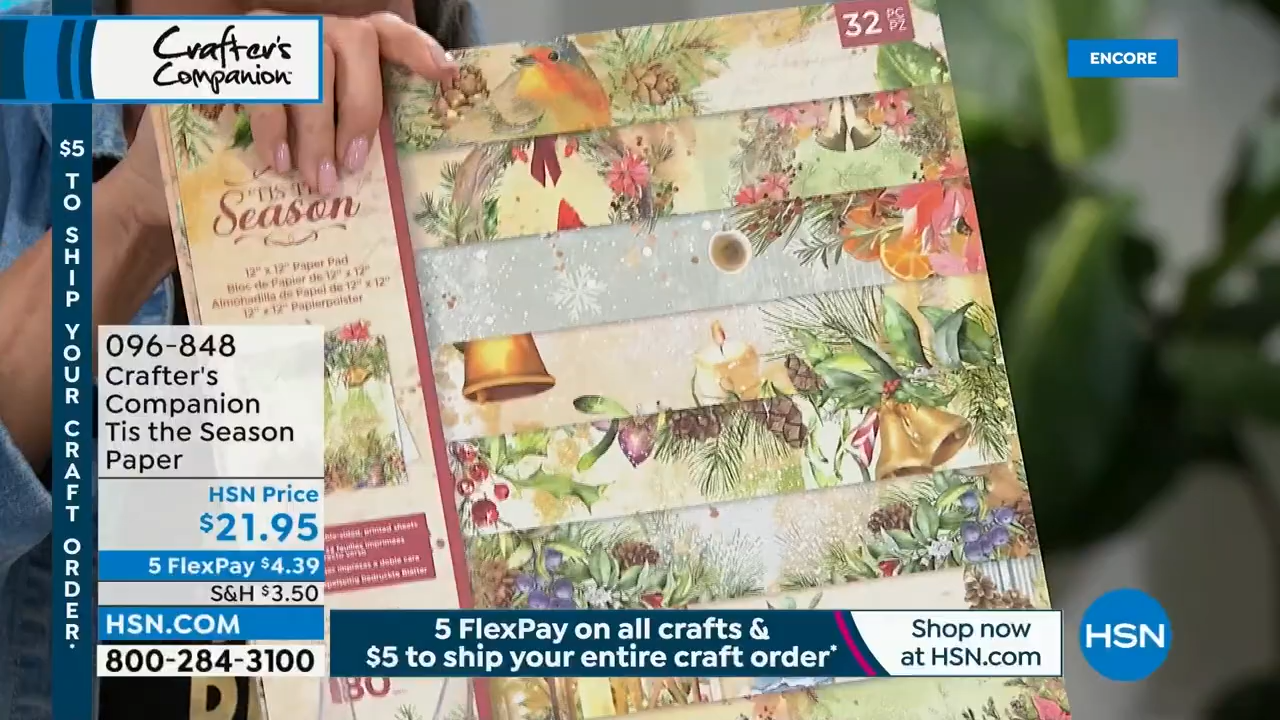 Crafter's
Companion
ENCORE
$5 TO SHIP YOUR CRAFT ORDER.*
32 PC
PZ
'TIS THE
Season
12" x 12" Paper Pad
Bloc de Papier de 12" x 12"
Almohadilla de Papel de 12" x 12"
12" x 12" Papierpolster
096-848
Crafter's
Companion
Tis the Season
Paper
HSN Price
$21.95
5 FlexPay $4.39
S&H $3.50
HSN.COM
800-284-3100
printed sheets
180
5 FlexPay on all crafts &
$5 to ship your entire craft order*
Shop now
at HSN.com
HSN